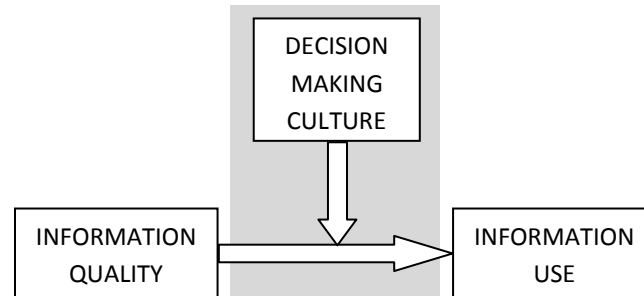 DECISION
MAKING
CULTURE
INFORMATION
QUALITY
INFORMATION
USE